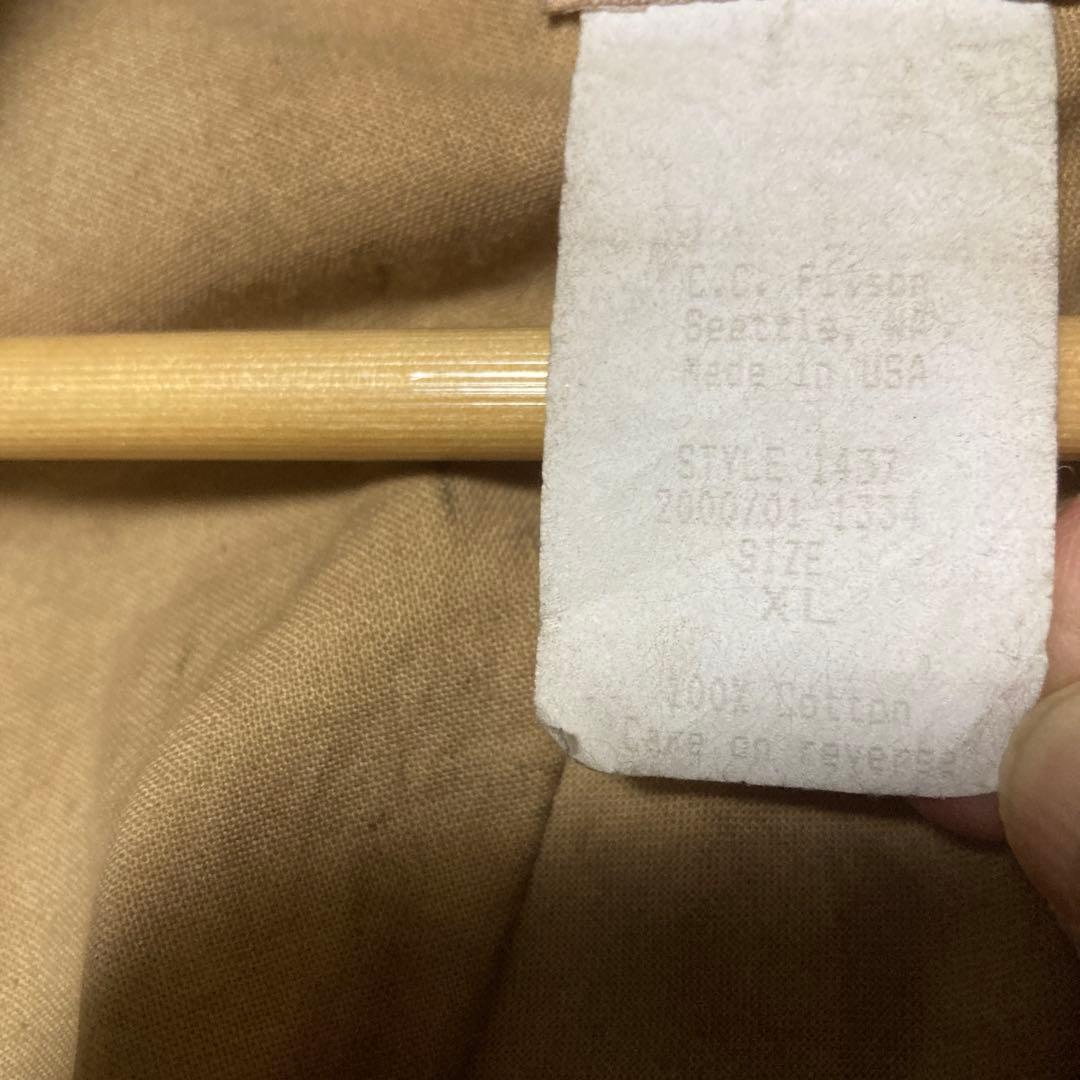 C.C. Filson
Seattle, WA
Made in USA
STYLE 1437
2000/01 1334
SIZE
XL
100% Cotton
Care on reverse